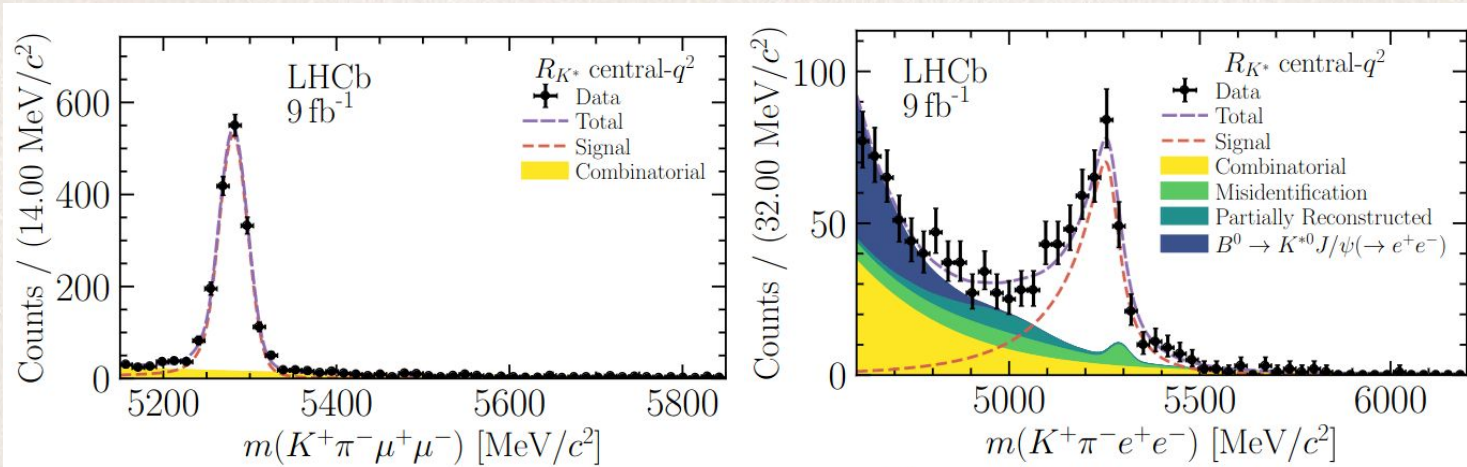 Counts / (14.00 MeV/c²)
600
400
200
0
LHCb
9 fb⁻¹
R_{K*} central-q²
Data
Total
Signal
Combinatorial
5200
5400
5600
5800
m(K⁺π⁻μ⁺μ⁻) [MeV/c²]
Counts / (32.00 MeV/c²)
100
50
0
LHCb
9 fb⁻¹
R_{K*} central-q²
Data
Total
Signal
Combinatorial
Misidentification
Partially Reconstructed
B⁰ → K*⁰J/ψ(→ e⁺e⁻)
5000
5500
6000
m(K⁺π⁻e⁺e⁻) [MeV/c²]